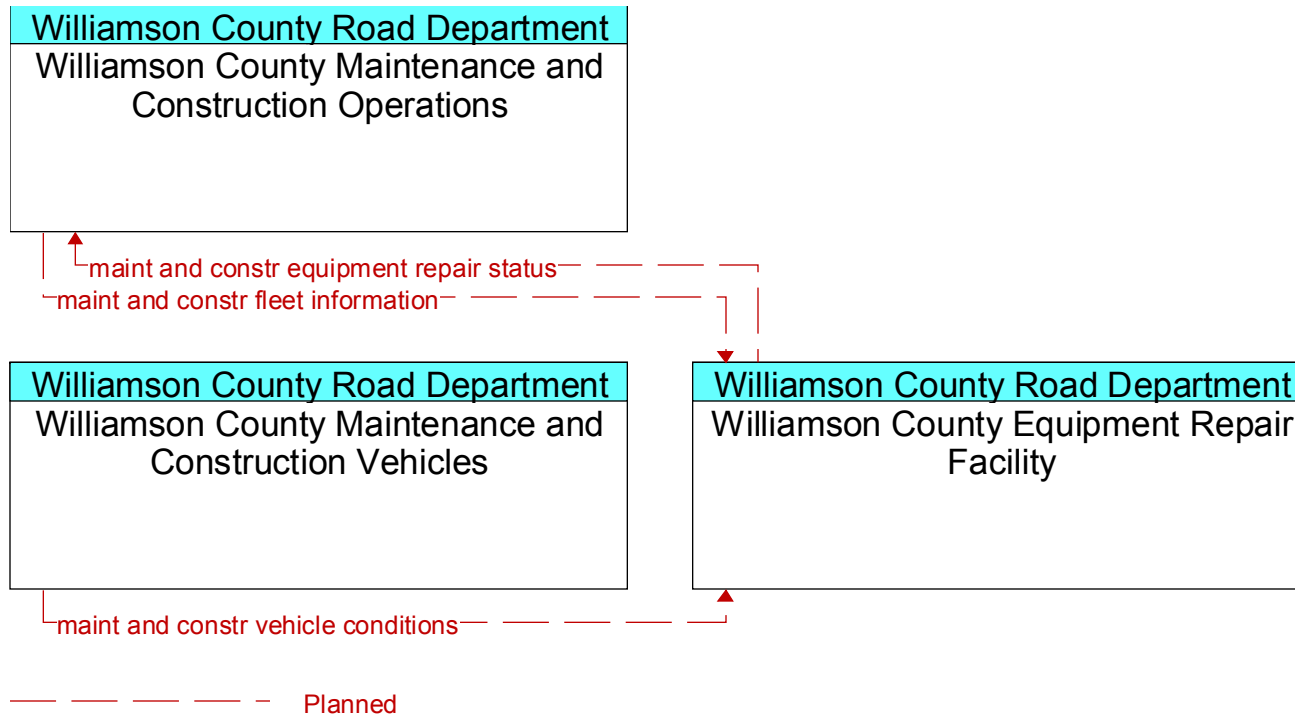 Williamson County Road Department
Williamson County Maintenance and
Construction Operations
maint and constr equipment repair status
maint and constr fleet information
Williamson County Road Department
Williamson County Maintenance and
Construction Vehicles
Williamson County Road Department
Williamson County Equipment Repair
Facility
maint and constr vehicle conditions
Planned